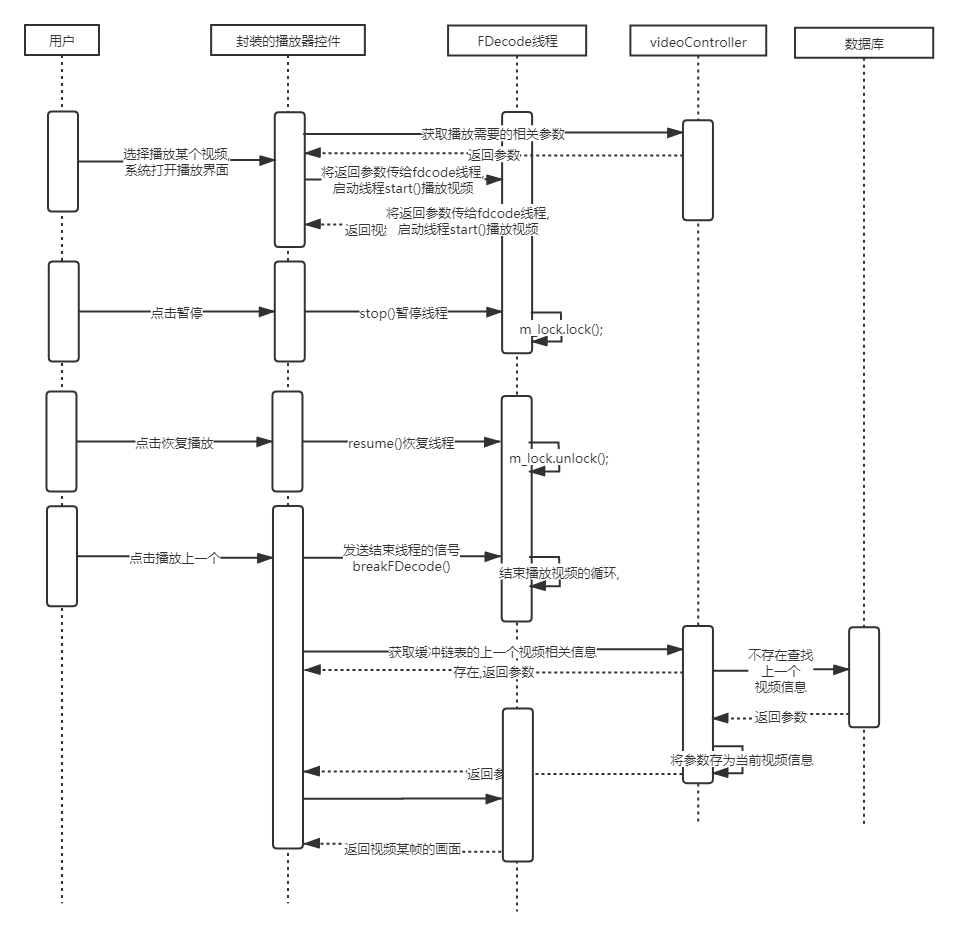 用户
封装的播放器控件
FDecode线程
videoController
数据库
获取播放需要的相关参数
选择播放某个视频,
系统打开播放界面
返回参数
将返回参数传给fdcode线程,
启动线程start()播放视频
将返回参数传给fdcode线程,
返回视
启动线程start()播放视频
点击暂停
stop()暂停线程
m_lock.lock();
点击恢复播放
resume()恢复线程
m_lock.unlock();
点击播放上一个
发送结束线程的信号
breakFDecode()
结束播放视频的循环,
获取缓冲链表的上一个视频相关信息
存在,返回参数
不存在查找
上一个
视频信息
返回参数
将参数存为当前视频信息
返回参
返回视频某帧的画面